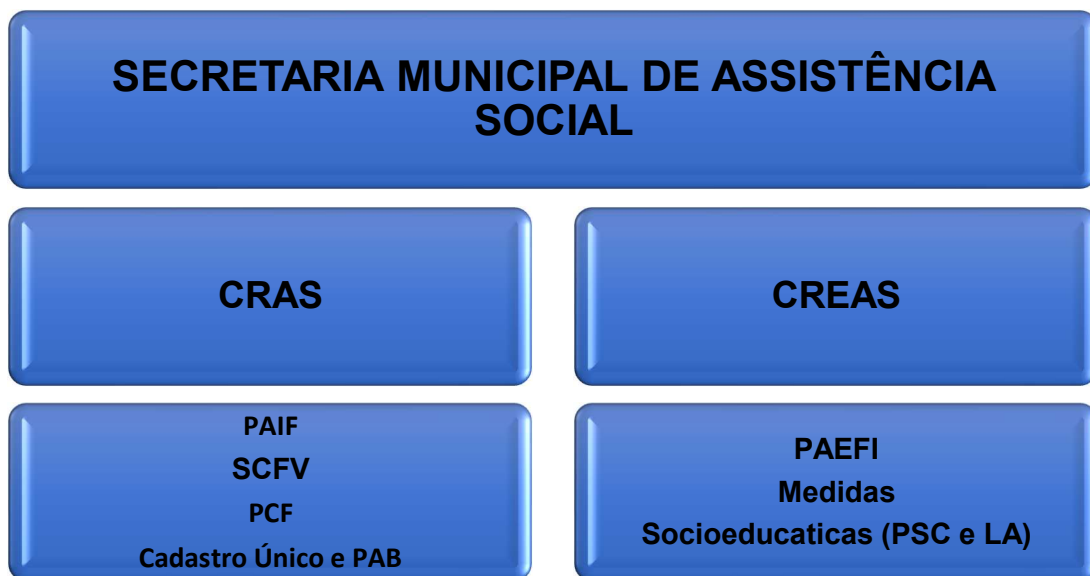 SECRETARIA MUNICIPAL DE ASSISTÊNCIA
SOCIAL
CRAS
CREAS
PAIF
SCFV
PCF
Cadastro Único e PAB
PAEFI
Medidas
Socioeducaticas (PSC e LA)